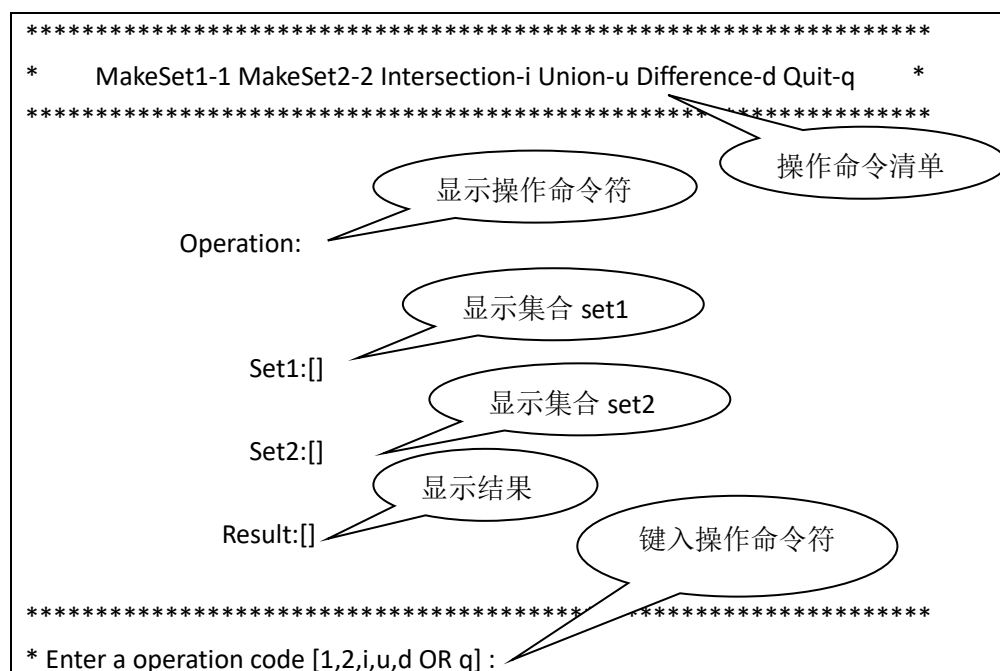 *****************************************************************
* MakeSet1-1 MakeSet2-2 Intersection-i Union-u Difference-d Quit-q *
*****************************************************************
操作命令清单
显示操作命令符
Operation:
显示集合 set1
Set1:[]
显示集合 set2
Set2:[]
显示结果
Result:[]
键入操作命令符
*****************************************************************
* Enter a operation code [1,2,i,u,d OR q] :